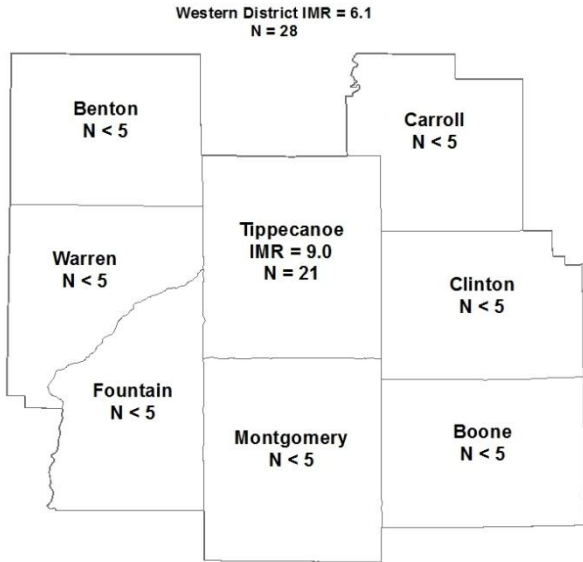 Western District IMR = 6.1
N = 28
Benton
N < 5
Carroll
N < 5
Tippecanoe
IMR = 9.0
N = 21
Warren
N < 5
Clinton
N < 5
Fountain
N < 5
Montgomery
N < 5
Boone
N < 5